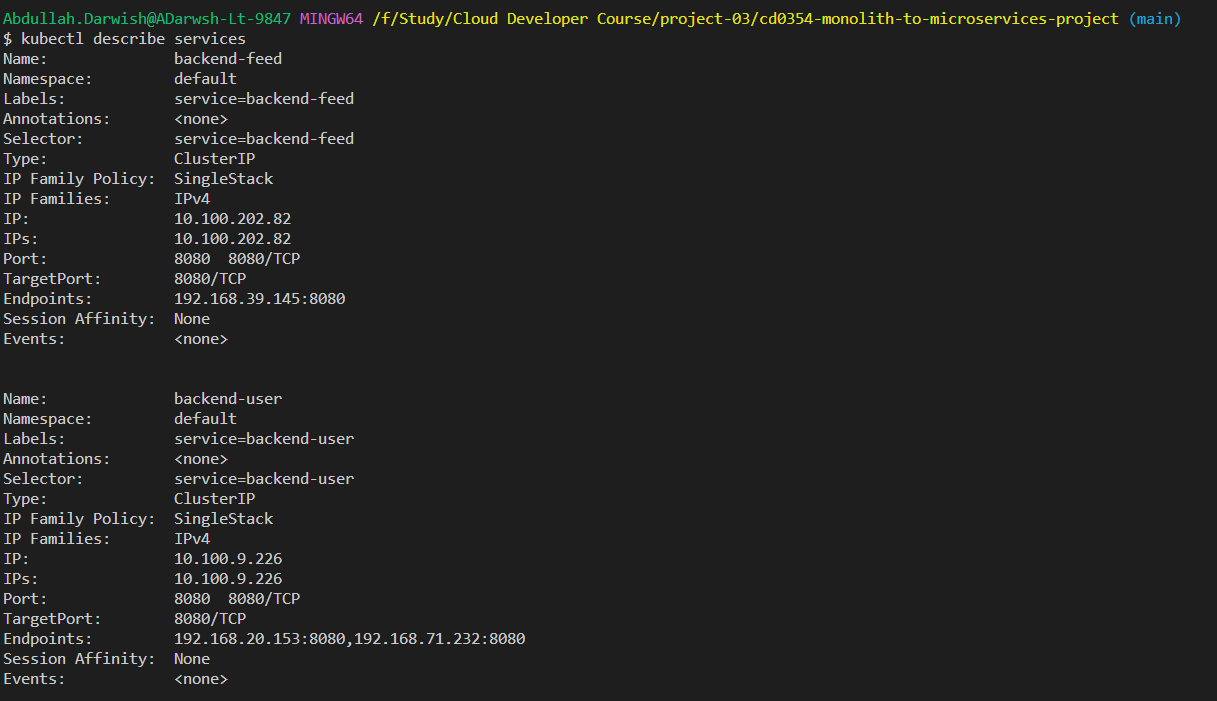 Abdullah.Darwish@ADarwsh-Lt-9847 MINGW64 /f/Study/Cloud Developer Course/project-03/cd0354-monolith-to-microservices-project (main)
$ kubectl describe services
Name:              backend-feed
Namespace:         default
Labels:            service=backend-feed
Annotations:       <none>
Selector:          service=backend-feed
Type:              ClusterIP
IP Family Policy:  SingleStack
IP Families:       IPv4
IP:                10.100.202.82
IPs:               10.100.202.82
Port:              8080  8080/TCP
TargetPort:        8080/TCP
Endpoints:         192.168.39.145:8080
Session Affinity:  None
Events:            <none>
Name:              backend-user
Namespace:         default
Labels:            service=backend-user
Annotations:       <none>
Selector:          service=backend-user
Type:              ClusterIP
IP Family Policy:  SingleStack
IP Families:       IPv4
IP:                10.100.9.226
IPs:               10.100.9.226
Port:              8080  8080/TCP
TargetPort:        8080/TCP
Endpoints:         192.168.20.153:8080,192.168.71.232:8080
Session Affinity:  None
Events:            <none>